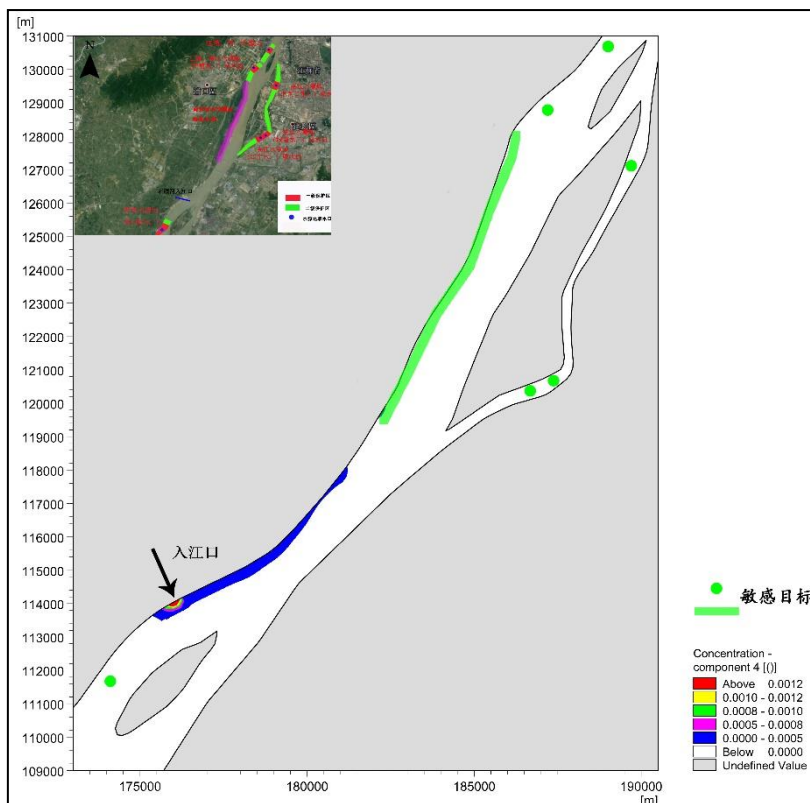 [m]
131000
130000
129000
128000
127000
126000
125000
124000
123000
122000
121000
120000
119000
118000
117000
116000
115000
114000
113000
112000
111000
110000
109000
N
入江口
敏感目标
Concentration -
component 4 [()]
Above 0.0012
0.0010 - 0.0012
0.0008 - 0.0010
0.0005 - 0.0008
0.0000 - 0.0005
Below 0.0000
Undefined Value
175000 180000 185000 190000
[m]